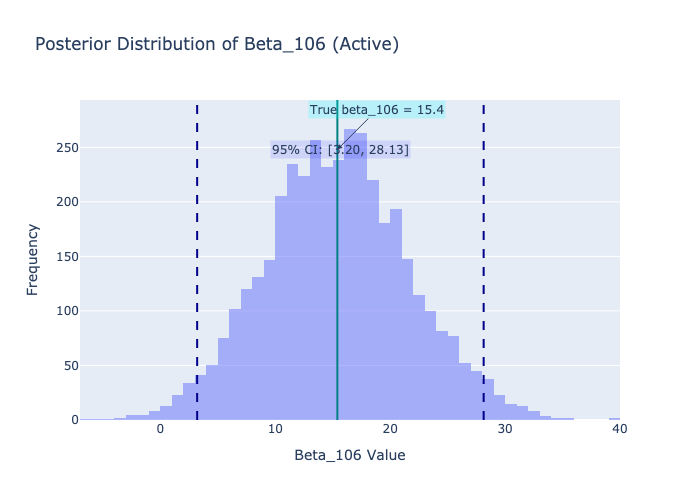 Posterior Distribution of Beta_106 (Active)
True beta_106 = 15.4
95% CI: [3.20, 28.13]
250
200
150
100
50
0
Frequency
0 10 20 30 40
Beta_106 Value